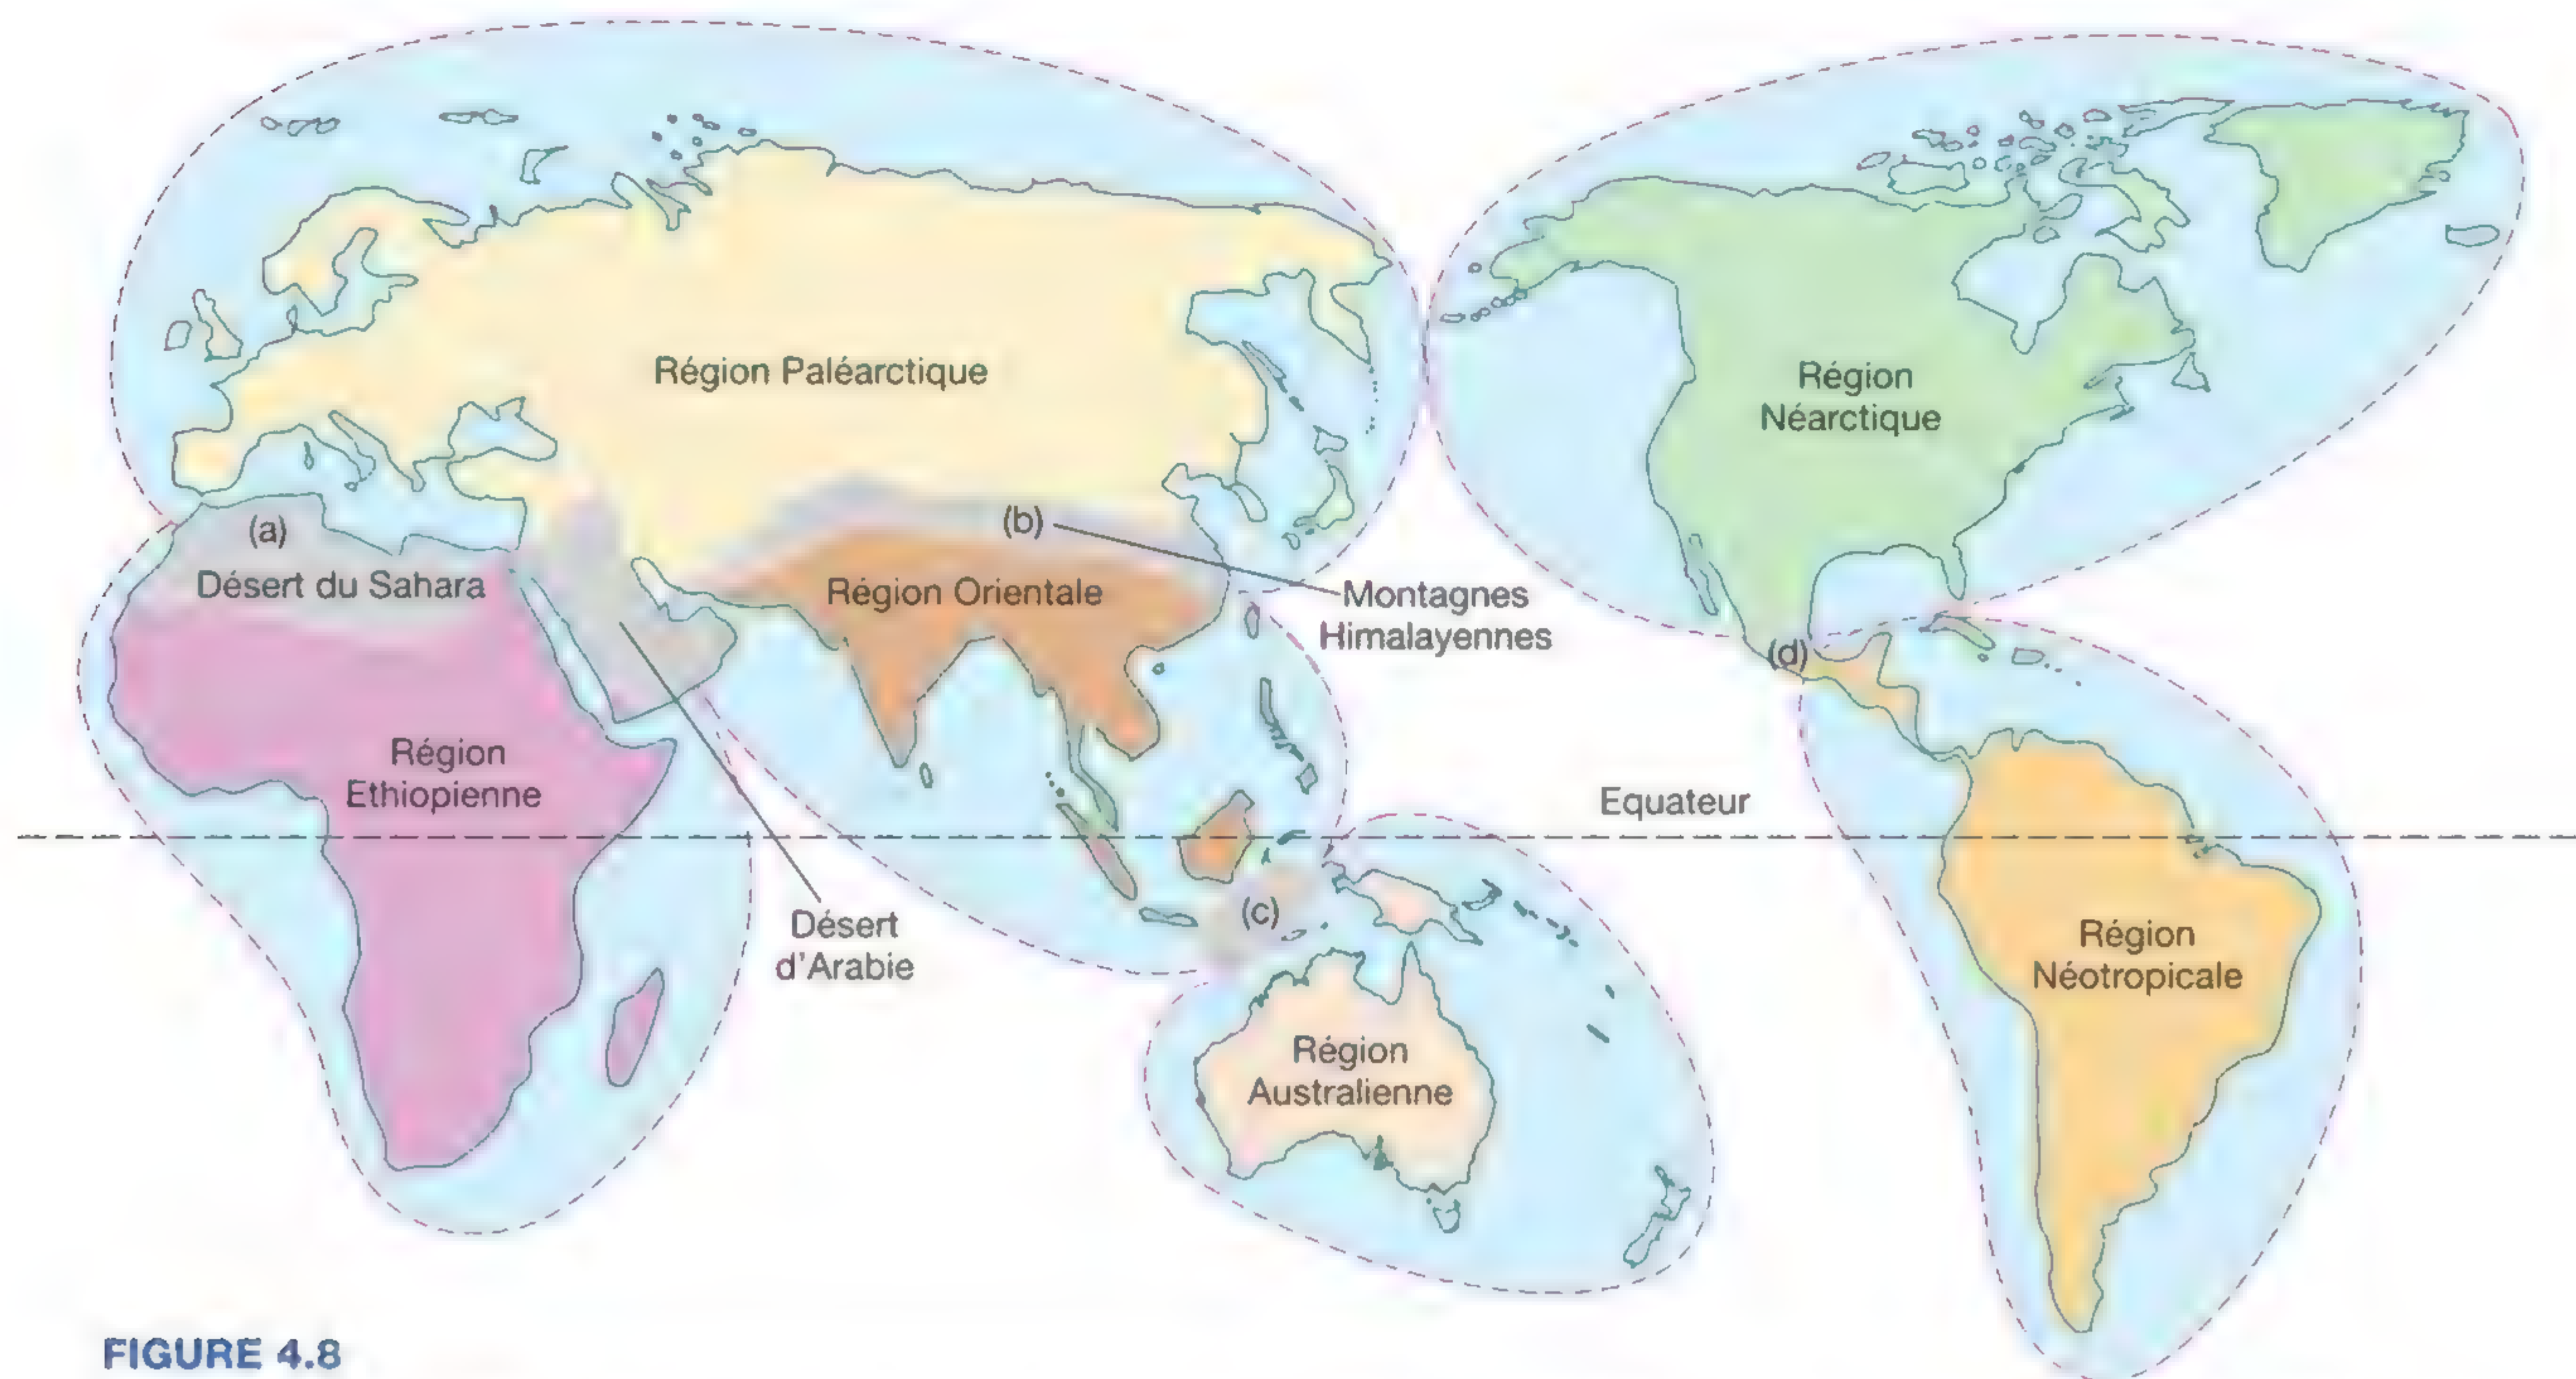 Région Paléarctique
Région
Néarctique
(a)
(b)
Désert du Sahara
Région Orientale
Montagnes
Himalayennes
(d)
Région
Ethiopienne
Equateur
(c)
Désert
d'Arabie
Région
Néotropicale
Région
Australienne
FIGURE 4.8